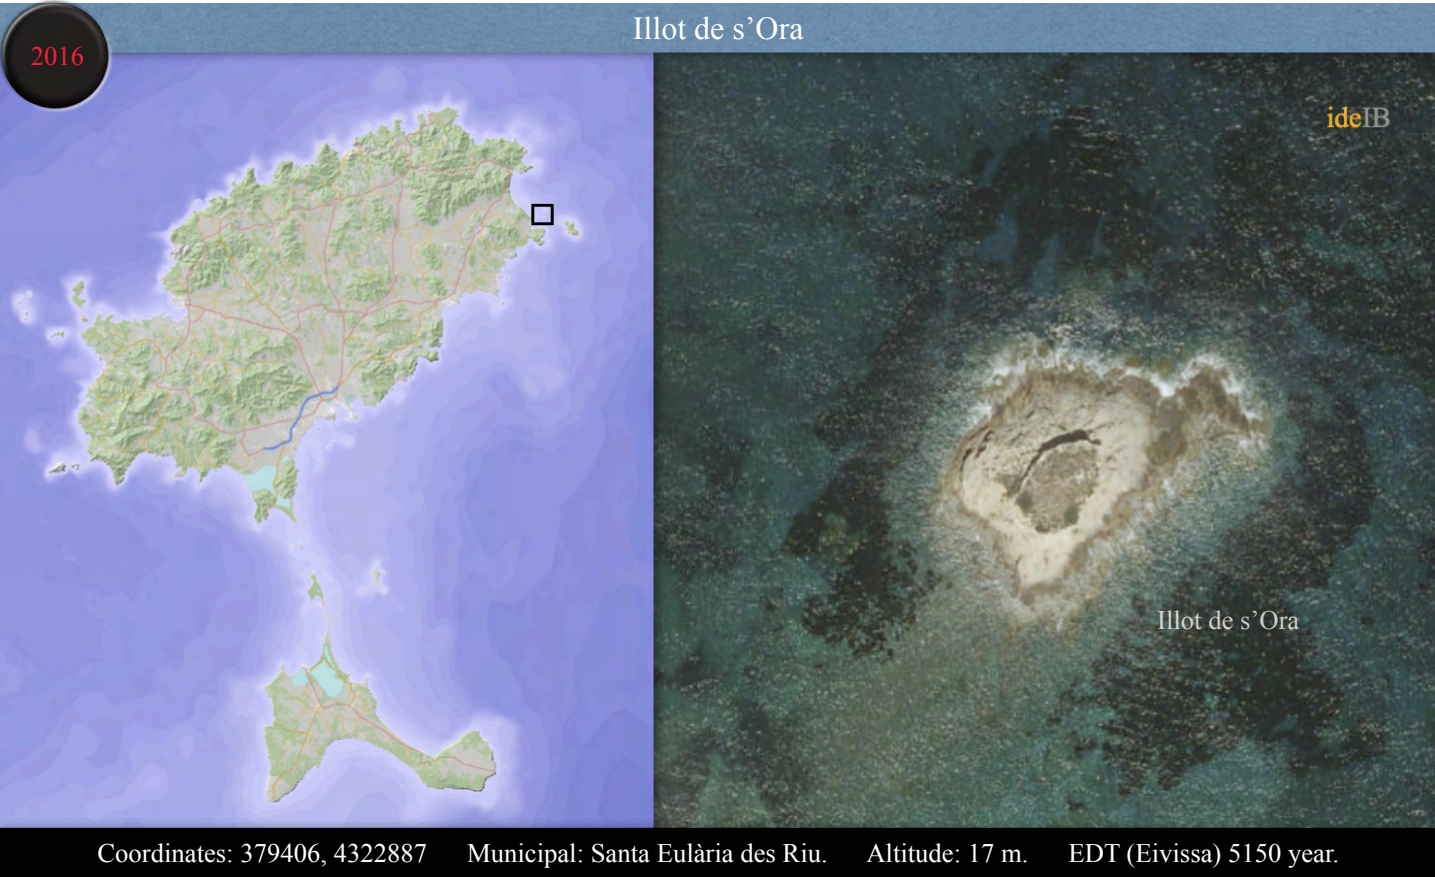 Illot de s’Ora
2016
ideIB
Illot de s’Ora
Coordinates: 379406, 4322887 Municipal: Santa Eulària des Riu. Altitude: 17 m. EDT (Eivissa) 5150 year.